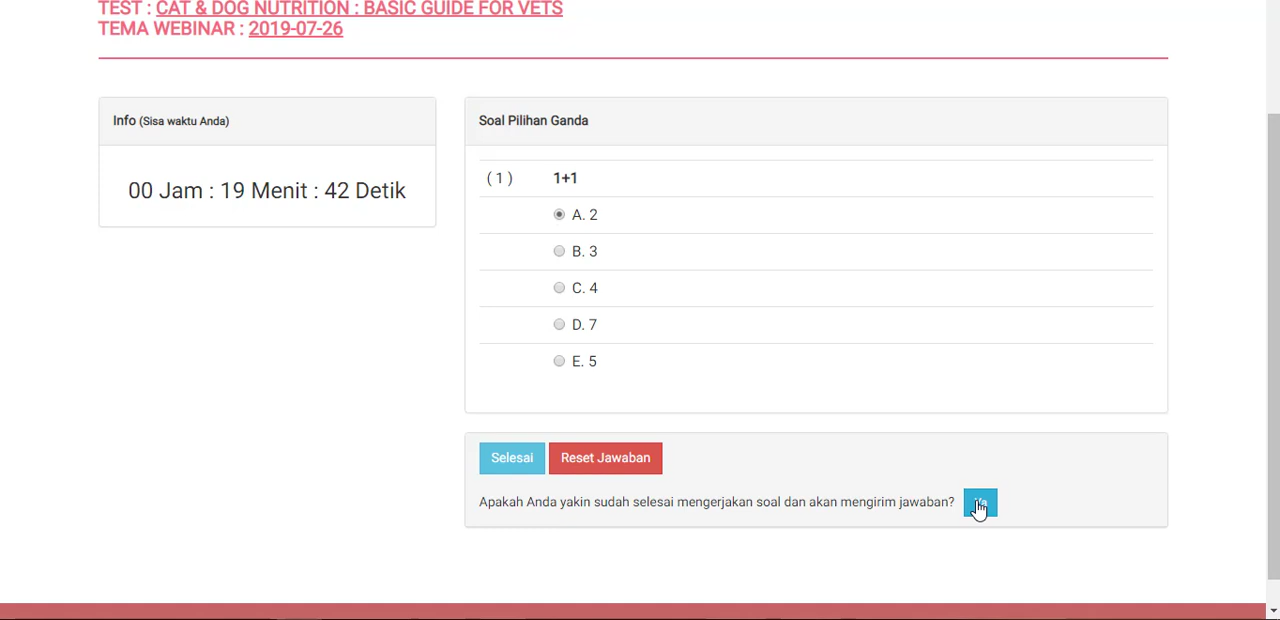 TEST : CAT & DOG NUTRITION : BASIC GUIDE FOR VETS
TEMA WEBINAR : 2019-07-26
Info (Sisa waktu Anda)
00 Jam : 19 Menit : 42 Detik
Soal Pilihan Ganda
( 1 ) 1+1
A. 2
B. 3
C. 4
D. 7
E. 5
Selesai Reset Jawaban
Apakah Anda yakin sudah selesai mengerjakan soal dan akan mengirim jawaban?